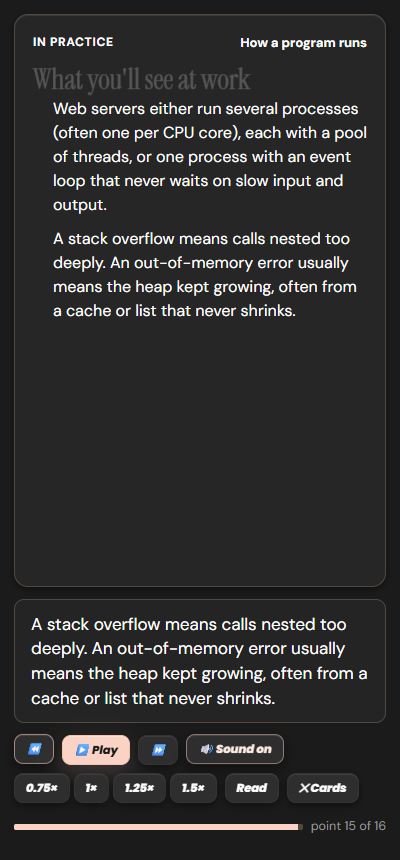 IN PRACTICE
How a program runs
What you'll see at work
Web servers either run several processes
(often one per CPU core), each with a pool
of threads, or one process with an event
loop that never waits on slow input and
output.
A stack overflow means calls nested too
deeply. An out-of-memory error usually
means the heap kept growing, often from
a cache or list that never shrinks.
A stack overflow means calls nested too
deeply. An out-of-memory error usually
means the heap kept growing, often from a
cache or list that never shrinks.
⏪ ▶️ Play ⏩ 🔊 Sound on
0.75× 1× 1.25× 1.5× Read ✕Cards
point 15 of 16